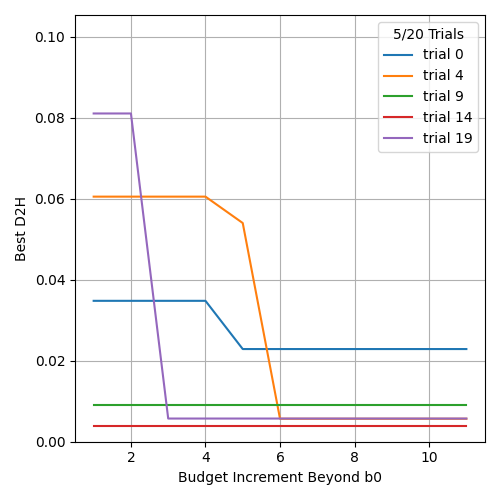 5/20 Trials
trial 0
trial 4
trial 9
trial 14
trial 19
Best D2H
0.10
0.08
0.06
0.04
0.02
0.00
2 4 6 8 10
Budget Increment Beyond b0